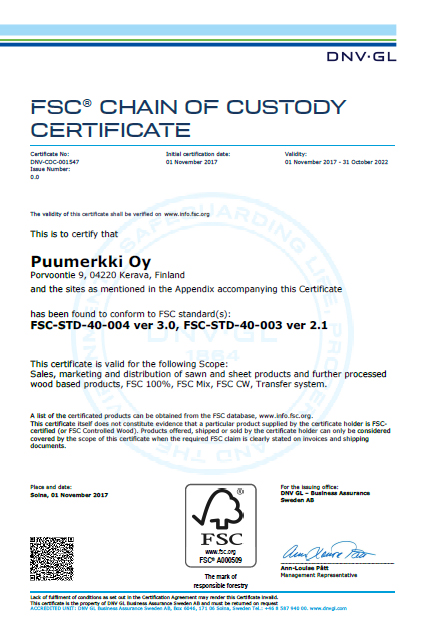 DNV·GL
FSC® CHAIN OF CUSTODY
CERTIFICATE
Certificate No:
DNV-COC-001547
Issue Number:
0.0
Initial certification date:
01 November 2017
Validity:
01 November 2017 - 31 October 2022
The validity of this certificate shall be verified on www.info.fsc.org
This is to certify that
Puumerkki Oy
Porvoontie 9, 04220 Kerava, Finland
and the sites as mentioned in the Appendix accompanying this Certificate
has been found to conform to FSC standard(s):
FSC-STD-40-004 ver 3.0, FSC-STD-40-003 ver 2.1
This certificate is valid for the following Scope:
Sales, marketing and distribution of sawn and sheet products and further processed
wood based products, FSC 100%, FSC Mix, FSC CW, Transfer system.
A list of the certificated products can be obtained from the FSC database, www.info.fsc.org.
This certificate itself does not constitute evidence that a particular product supplied by the certificate holder is FSC-
certified (or FSC Controlled Wood). Products offered, shipped or sold by the certificate holder can only be considered
covered by the scope of this certificate when the required FSC claim is clearly stated on invoices and shipping
documents.
Place and date:
Solna, 01 November 2017
FSC
www.fsc.org
FSC® A000509
The mark of
responsible forestry
For the issuing office:
DNV GL – Business Assurance
Sweden AB
Ann-Louise Pått
Management Representative
Lack of fulfilment of conditions as set out in the Certification Agreement may render this Certificate invalid.
This certificate is the property of DNV GL Business Assurance Sweden AB and must be returned on request
ACCREDITED UNIT: DNV GL Business Assurance Sweden AB, Box 6046, 171 06 Solna, Sweden Tel.: +46 8 587 940 00. www.dnvgl.com
SAFEGUARDING LIFE, PROPER
AND THE
1864